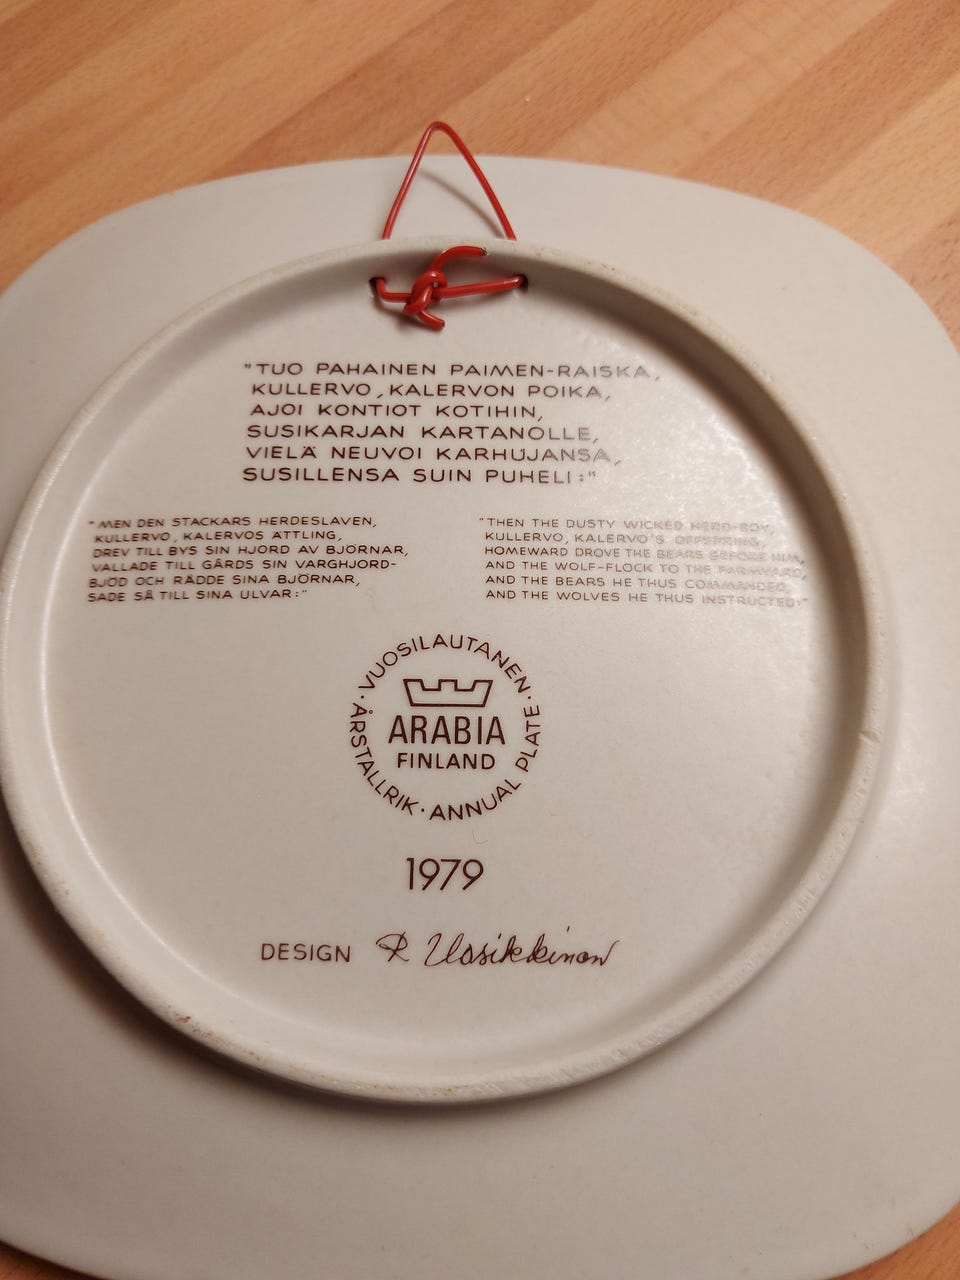 "TUO PAHAINEN PAIMEN-RAISKA,
KULLERVO, KALERVON POIKA,
AJOI KONTIOT KOTIHIN,
SUSIKARJAN KARTANOLLE,
VIELÄ NEUVOI KARHUJANSA,
SUSILLENSA SUIN PUHELI:"
"MEN DEN STACKARS HERDESLAVEN,
KULLERVO, KALERVOS ÄTTLING,
DREV TILL BYS SIN HJORD AV BJÖRNAR,
VALLADE TILL GÅRDS SIN VARGHJORD-
BJÖD OCH RÄDDE SINA BJÖRNAR,
SADE SÅ TILL SINA ULVAR:"
"THEN THE DUSTY WICKED HERD-BOY,
KULLERVO, KALERVO'S OFFSPRING,
HOMEWARD DROVE THE BEARS BEFORE HIM,
AND THE WOLF-FLOCK TO THE FARMYARD,
AND THE BEARS HE THUS COMMANDED,
AND THE WOLVES HE THUS INSTRUCTED:"
· VUOSILAUTANEN ·
ARABIA
FINLAND
ÅRSTALLRIK · ANNUAL PLATE
1979
DESIGN R Uosikkinen